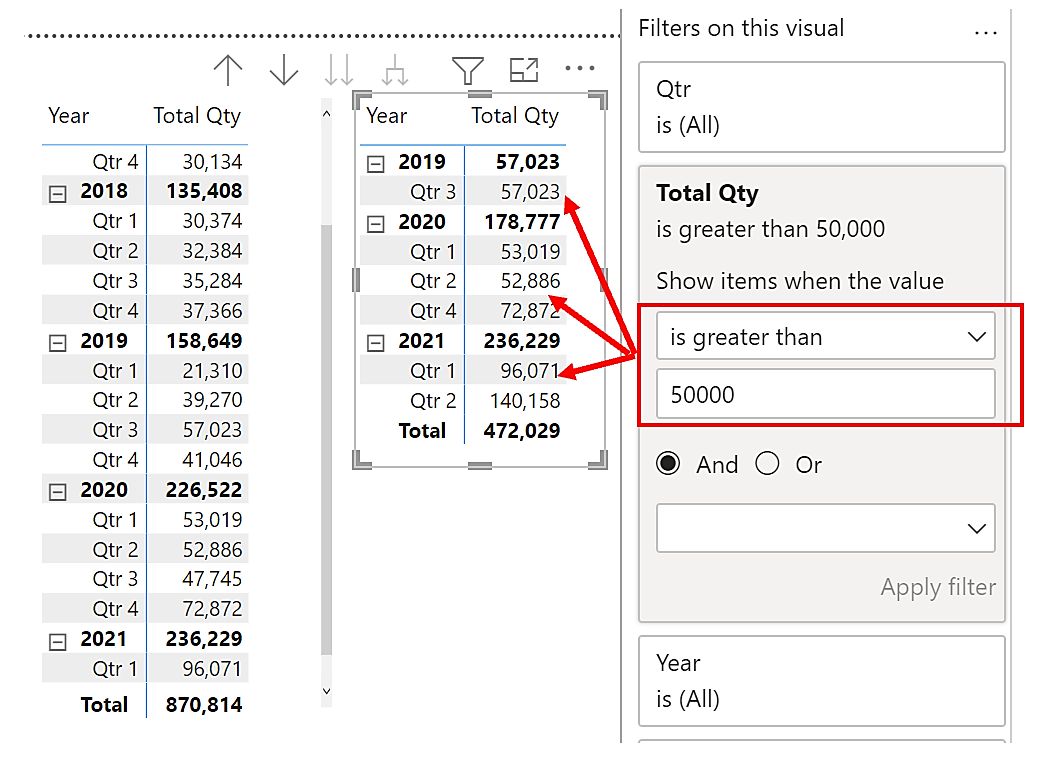 Year Total Qty
Qtr 4 30,134
2018 135,408
Qtr 1 30,374
Qtr 2 32,384
Qtr 3 35,284
Qtr 4 37,366
2019 158,649
Qtr 1 21,310
Qtr 2 39,270
Qtr 3 57,023
Qtr 4 41,046
2020 226,522
Qtr 1 53,019
Qtr 2 52,886
Qtr 3 47,745
Qtr 4 72,872
2021 236,229
Qtr 1 96,071
Total 870,814
Year Total Qty
2019 57,023
Qtr 3 57,023
2020 178,777
Qtr 1 53,019
Qtr 2 52,886
Qtr 4 72,872
2021 236,229
Qtr 1 96,071
Qtr 2 140,158
Total 472,029
Filters on this visual
Qtr
is (All)
Total Qty
is greater than 50,000
Show items when the value
is greater than
50000
And Or
Apply filter
Year
is (All)